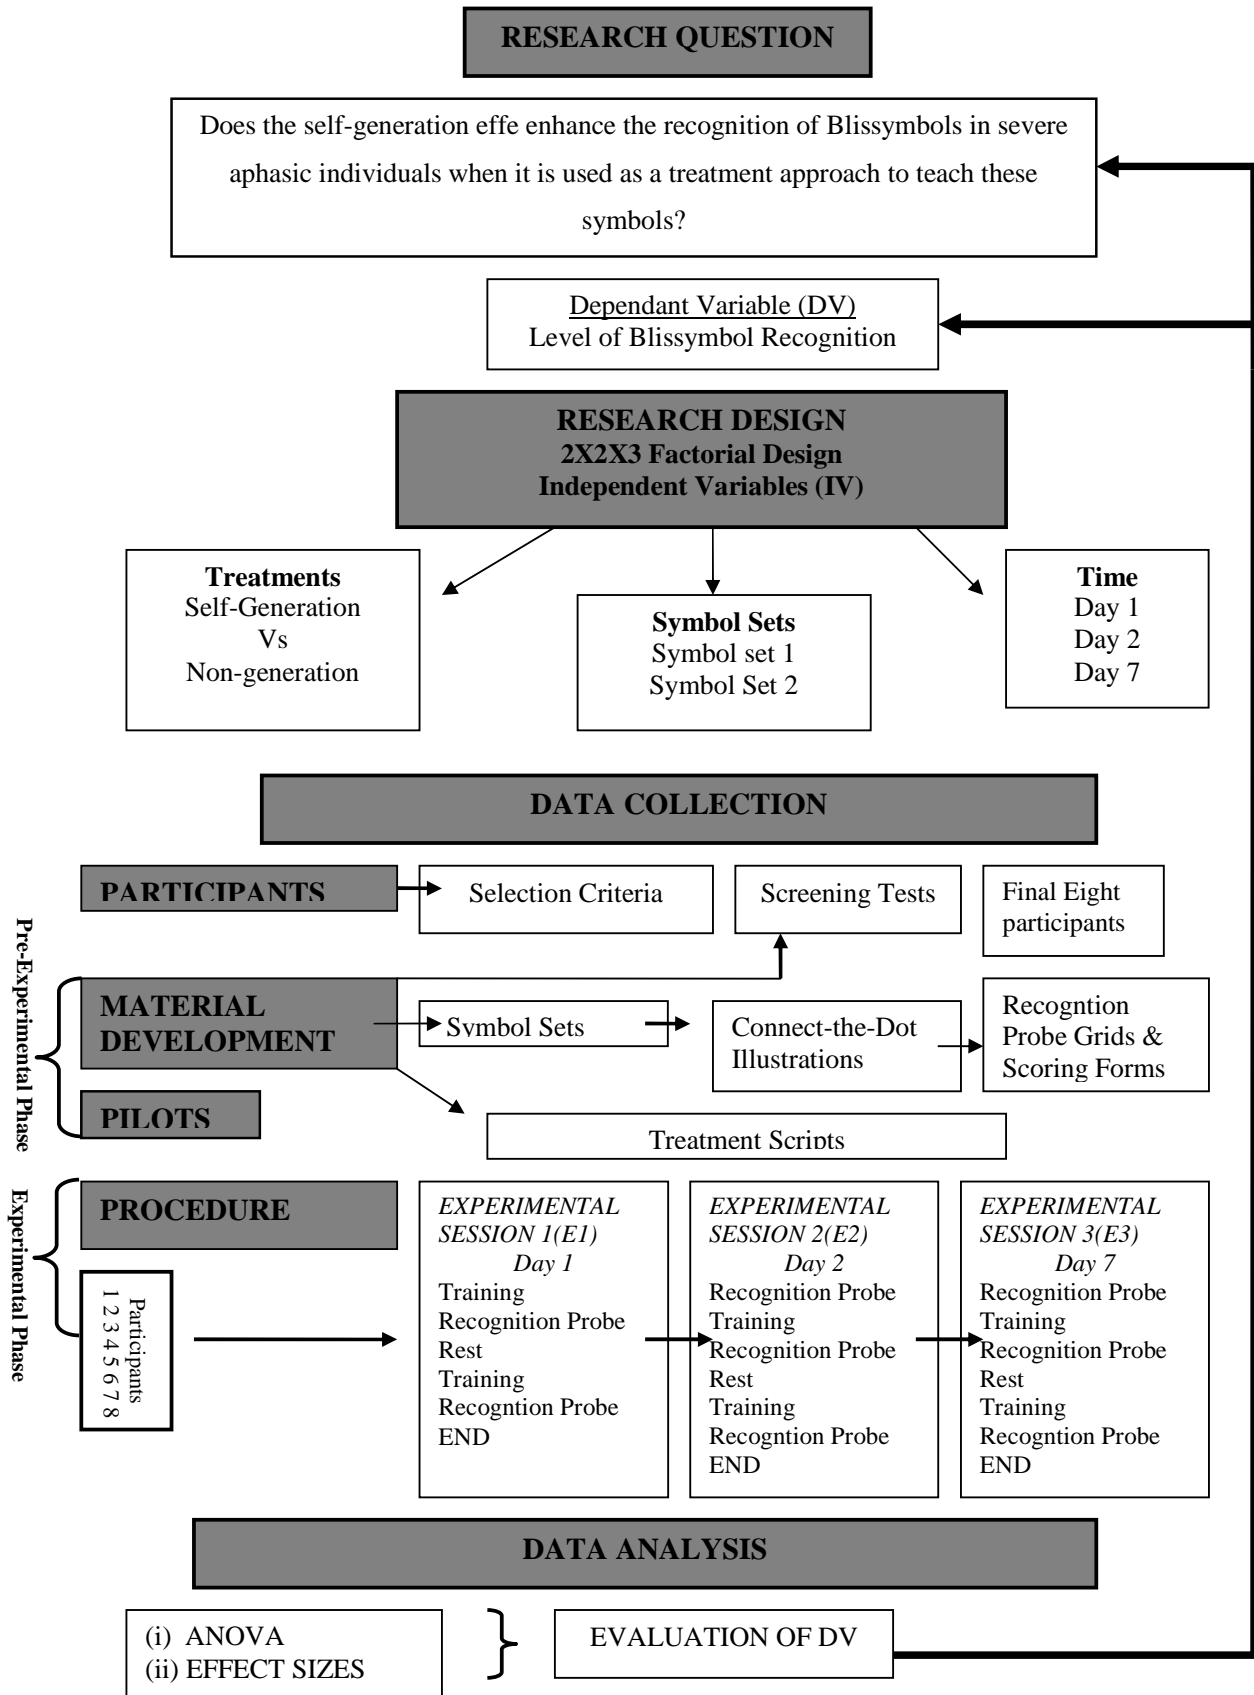 RESEARCH QUESTION
Does the self-generation effe enhance the recognition of Blissymbols in severe
aphasic individuals when it is used as a treatment approach to teach these
symbols?
Dependant Variable (DV)
Level of Blissymbol Recognition
RESEARCH DESIGN
2X2X3 Factorial Design
Independent Variables (IV)
Treatments
Self-Generation
Vs
Non-generation
Symbol Sets
Symbol set 1
Symbol Set 2
Time
Day 1
Day 2
Day 7
DATA COLLECTION
PARTICIPANTS
Selection Criteria
Screening Tests
Final Eight
participants
Pre-Experimental Phase
MATERIAL
DEVELOPMENT
Symbol Sets
Connect-the-Dot
Illustrations
Recogntion
Probe Grids &
Scoring Forms
PILOTS
Treatment Scripts
Experimental Phase
PROCEDURE
Participants
1 2 3 4 5 6 7 8
EXPERIMENTAL
SESSION 1(E1)
Day 1
Training
Recognition Probe
Rest
Training
Recogntion Probe
END
EXPERIMENTAL
SESSION 2(E2)
Day 2
Recognition Probe
Training
Recognition Probe
Rest
Training
Recogntion Probe
END
EXPERIMENTAL
SESSION 3(E3)
Day 7
Recognition Probe
Training
Recognition Probe
Rest
Training
Recogntion Probe
END
DATA ANALYSIS
(i) ANOVA
(ii) EFFECT SIZES
EVALUATION OF DV